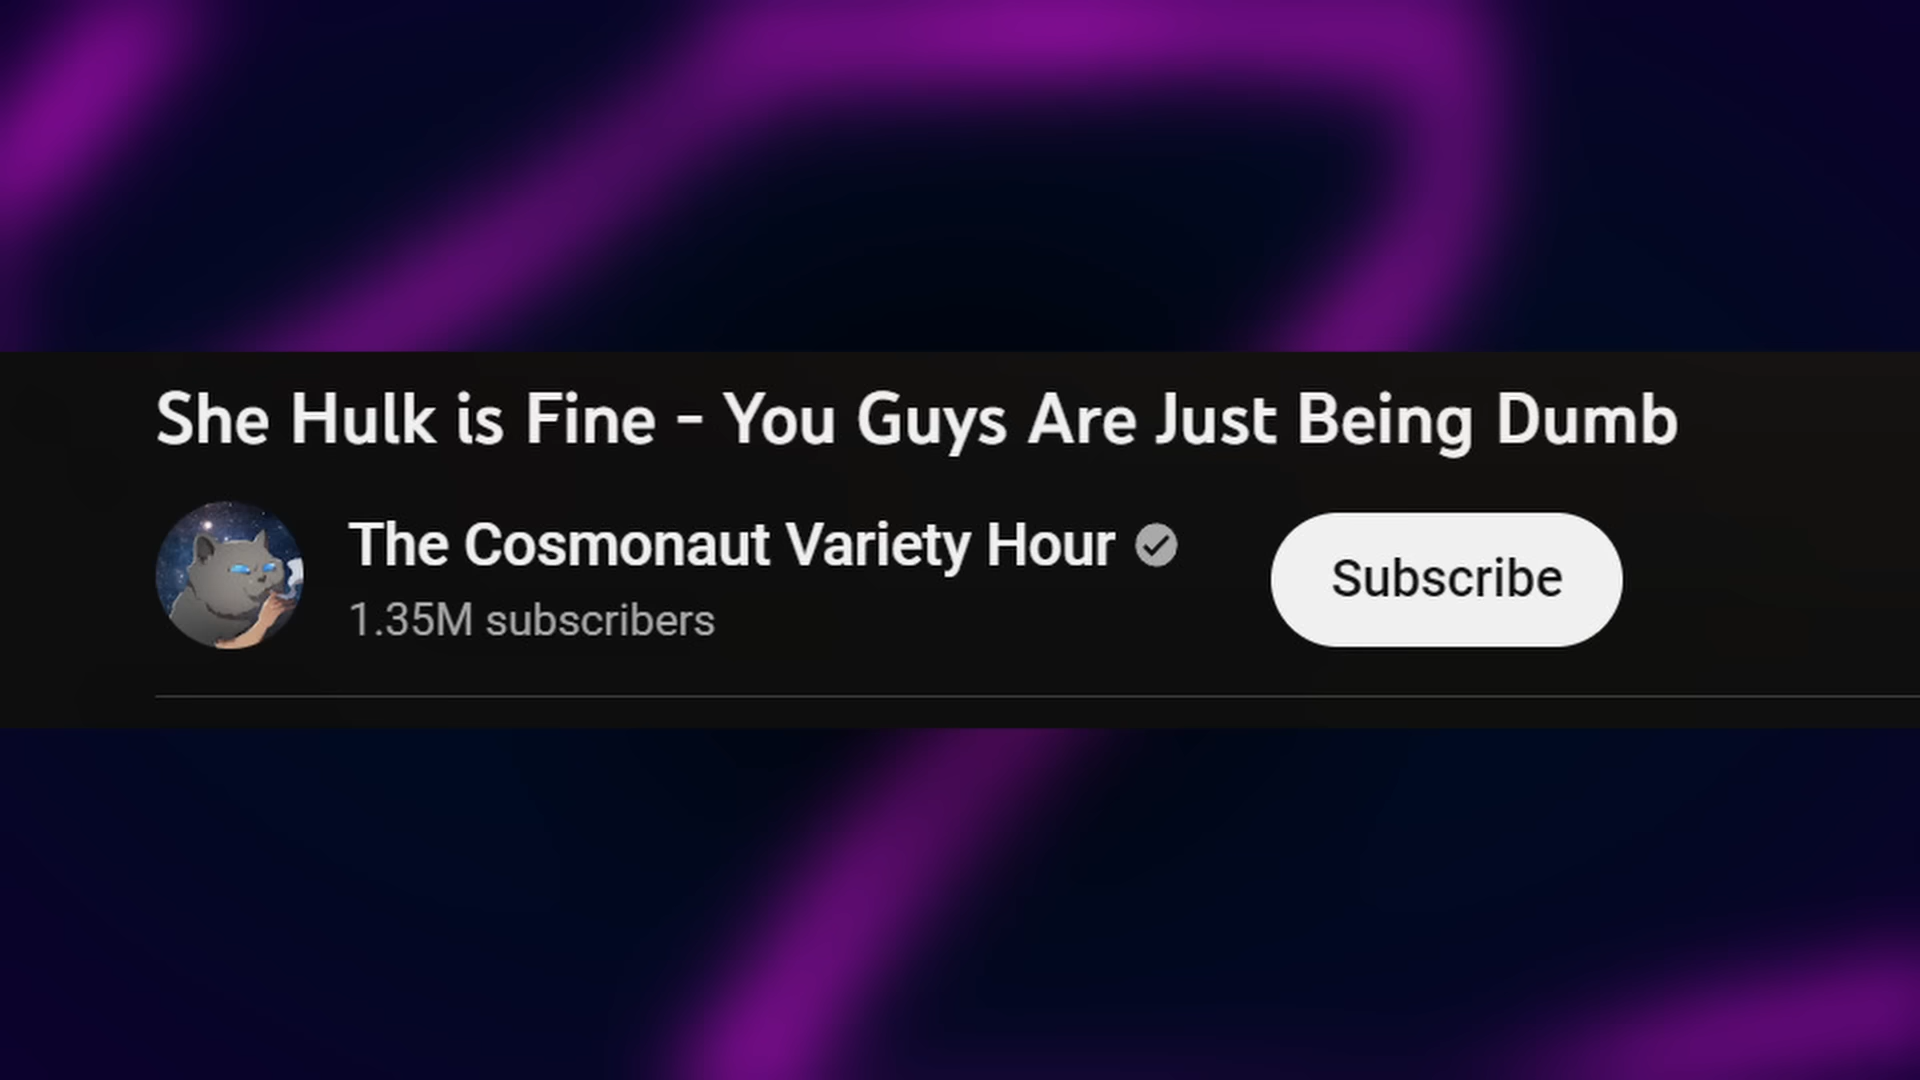 She Hulk is Fine - You Guys Are Just Being Dumb
The Cosmonaut Variety Hour
1.35M subscribers
Subscribe